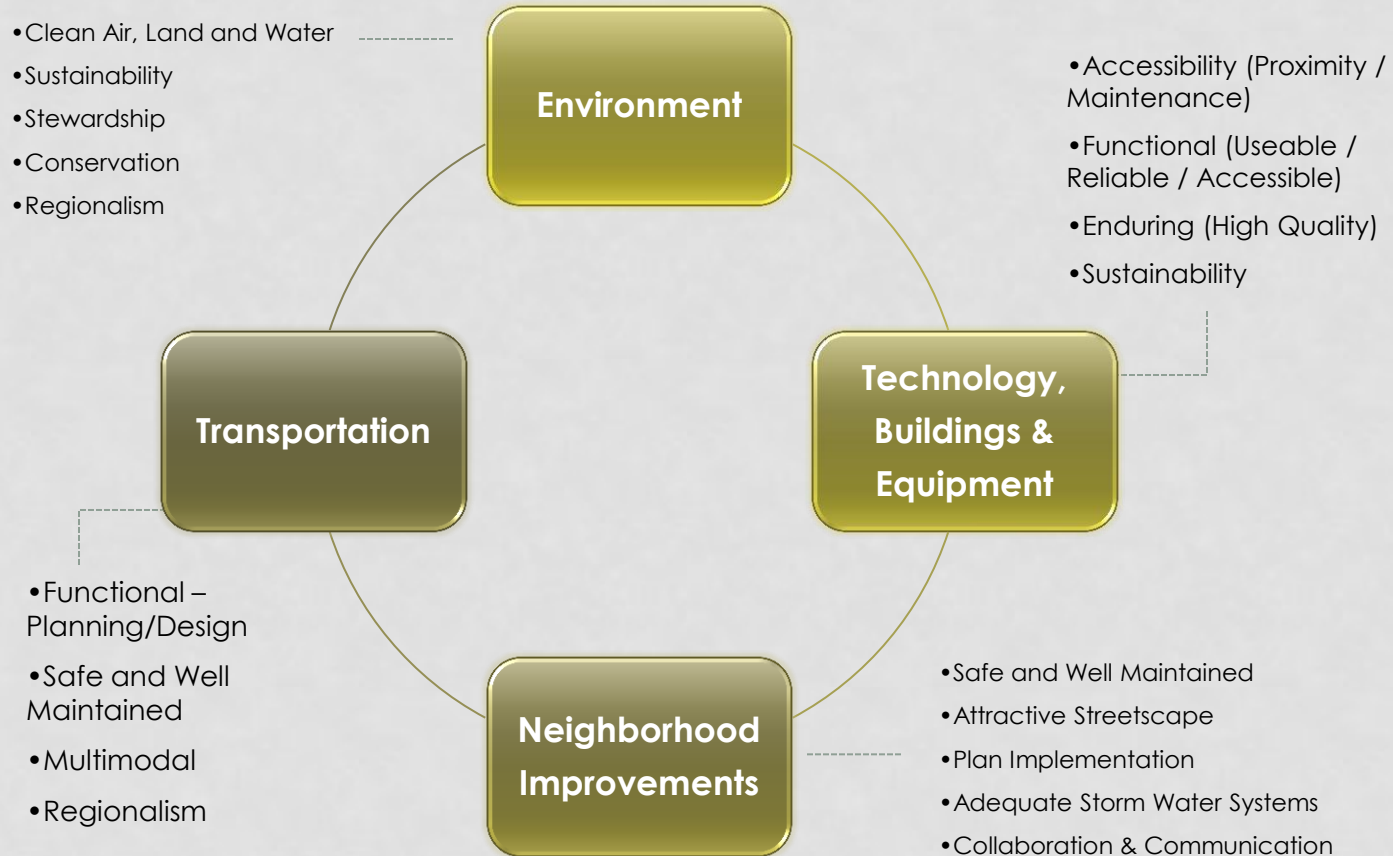 •Clean Air, Land and Water
•Sustainability
•Stewardship
•Conservation
•Regionalism
Environment
•Accessibility (Proximity /
Maintenance)
•Functional (Useable /
Reliable / Accessible)
•Enduring (High Quality)
•Sustainability
Transportation
Technology,
Buildings &
Equipment
•Functional –
Planning/Design
•Safe and Well
Maintained
•Multimodal
•Regionalism
Neighborhood
Improvements
•Safe and Well Maintained
•Attractive Streetscape
•Plan Implementation
•Adequate Storm Water Systems
•Collaboration & Communication